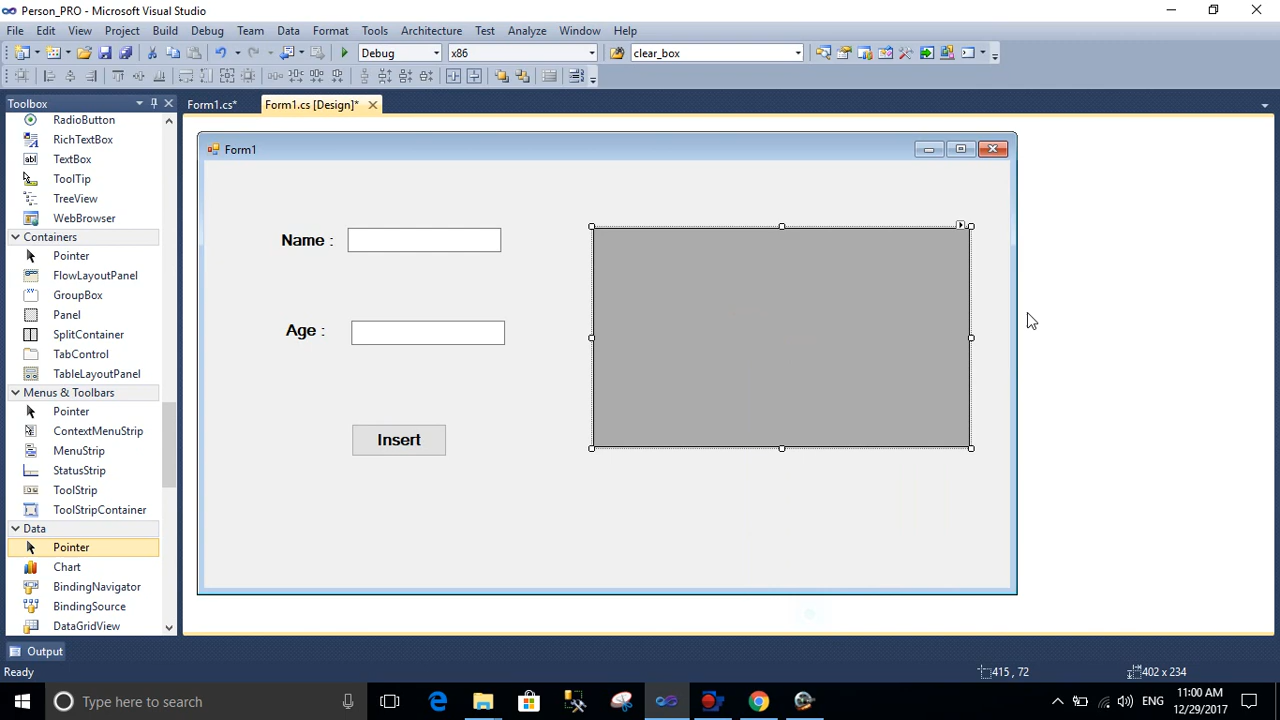 Person_PRO - Microsoft Visual Studio
File Edit View Project Build Debug Team Data Format Tools Architecture Test Analyze Window Help
Debug x86 clear_box
Toolbox
Form1.cs* Form1.cs [Design]*
RadioButton
RichTextBox
abl TextBox
ToolTip
TreeView
WebBrowser
Containers
Pointer
FlowLayoutPanel
GroupBox
Panel
SplitContainer
TabControl
TableLayoutPanel
Menus & Toolbars
Pointer
ContextMenuStrip
MenuStrip
StatusStrip
ToolStrip
ToolStripContainer
Data
Pointer
Chart
BindingNavigator
BindingSource
DataGridView
Form1
Name :
Age :
Insert
Output
Ready 415 , 72 402 x 234
Type here to search
ENG
11:00 AM
12/29/2017